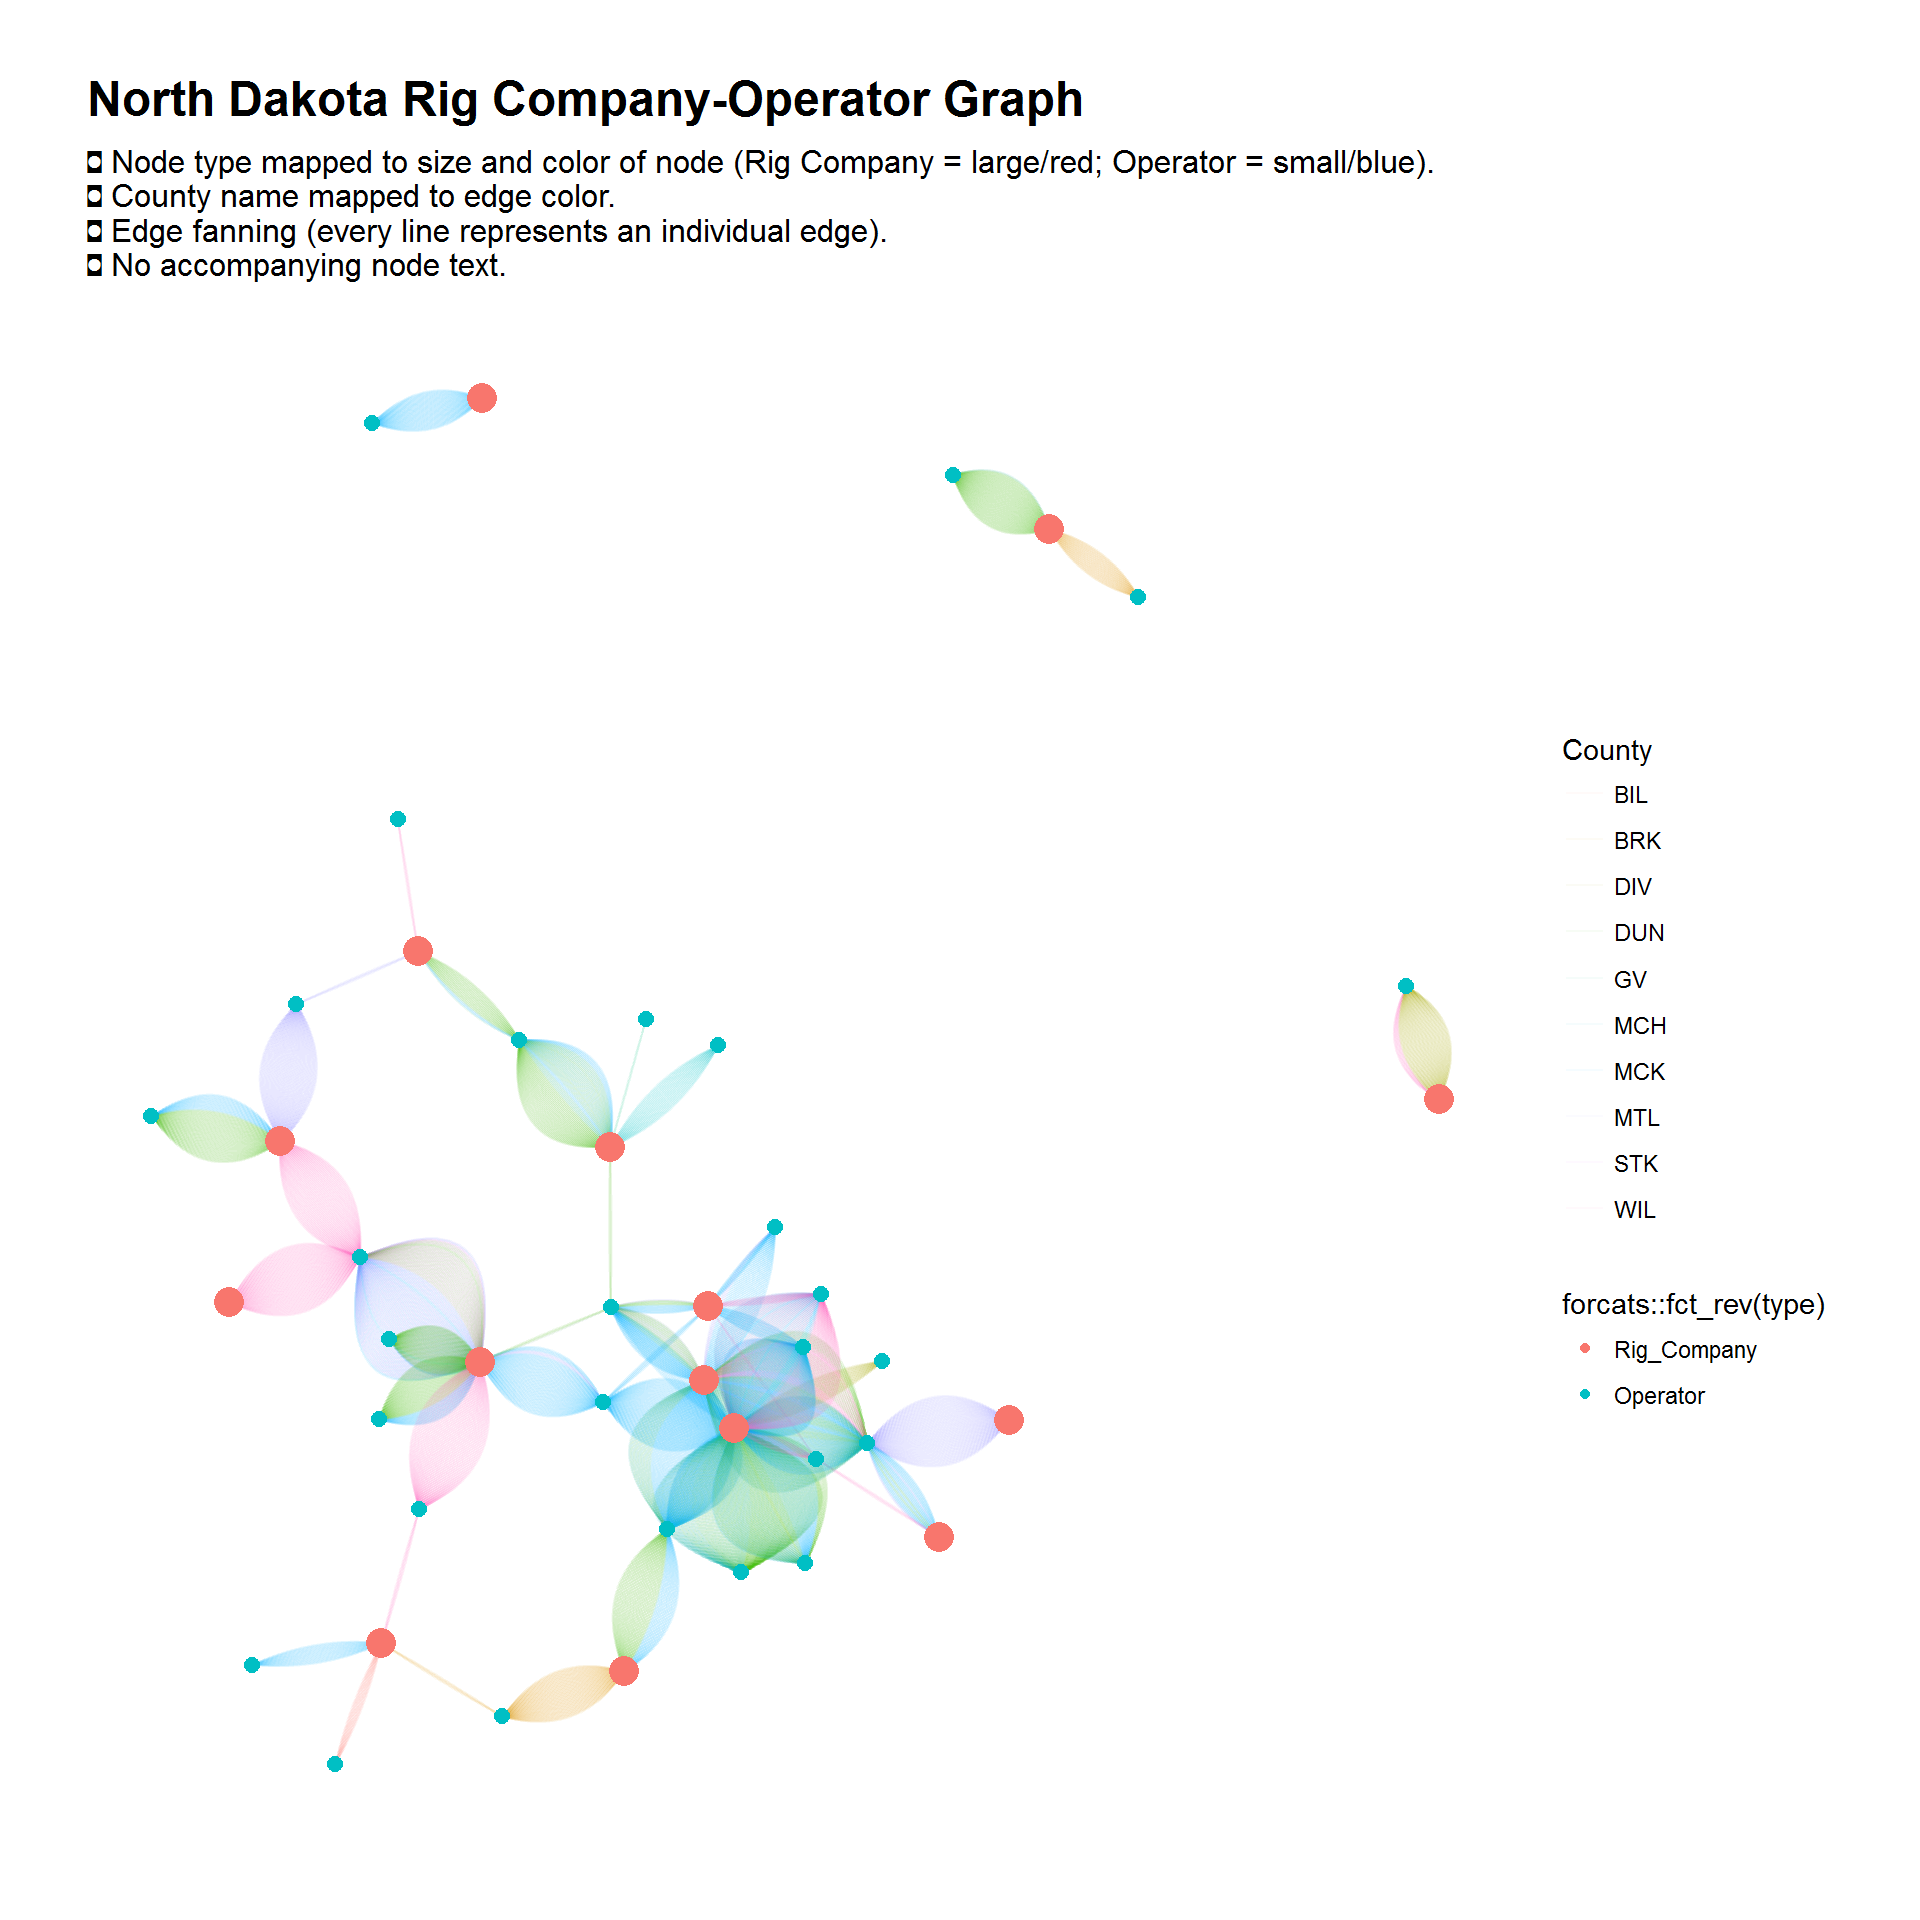 North Dakota Rig Company-Operator Graph
◘ Node type mapped to size and color of node (Rig Company = large/red; Operator = small/blue).
◘ County name mapped to edge color.
◘ Edge fanning (every line represents an individual edge).
◘ No accompanying node text.
County
BIL
BRK
DIV
DUN
GV
MCH
MCK
MTL
STK
WIL
forcats::fct_rev(type)
Rig_Company
Operator